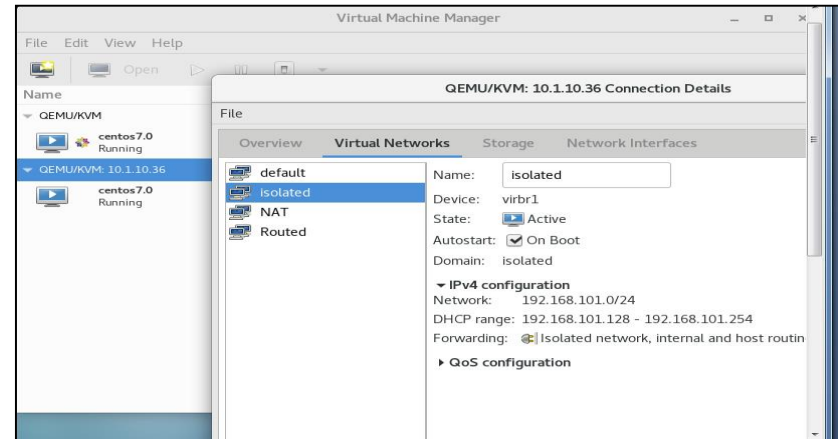 Virtual Machine Manager
File Edit View Help
Open
Name
QEMU/KVM
centos7.0
Running
QEMU/KVM: 10.1.10.36
centos7.0
Running
QEMU/KVM: 10.1.10.36 Connection Details
File
Overview Virtual Networks Storage Network Interfaces
default
isolated
NAT
Routed
Name: isolated
Device: virbr1
State: Active
Autostart: On Boot
Domain: isolated
IPv4 configuration
Network: 192.168.101.0/24
DHCP range: 192.168.101.128 - 192.168.101.254
Forwarding: Isolated network, internal and host routin
QoS configuration